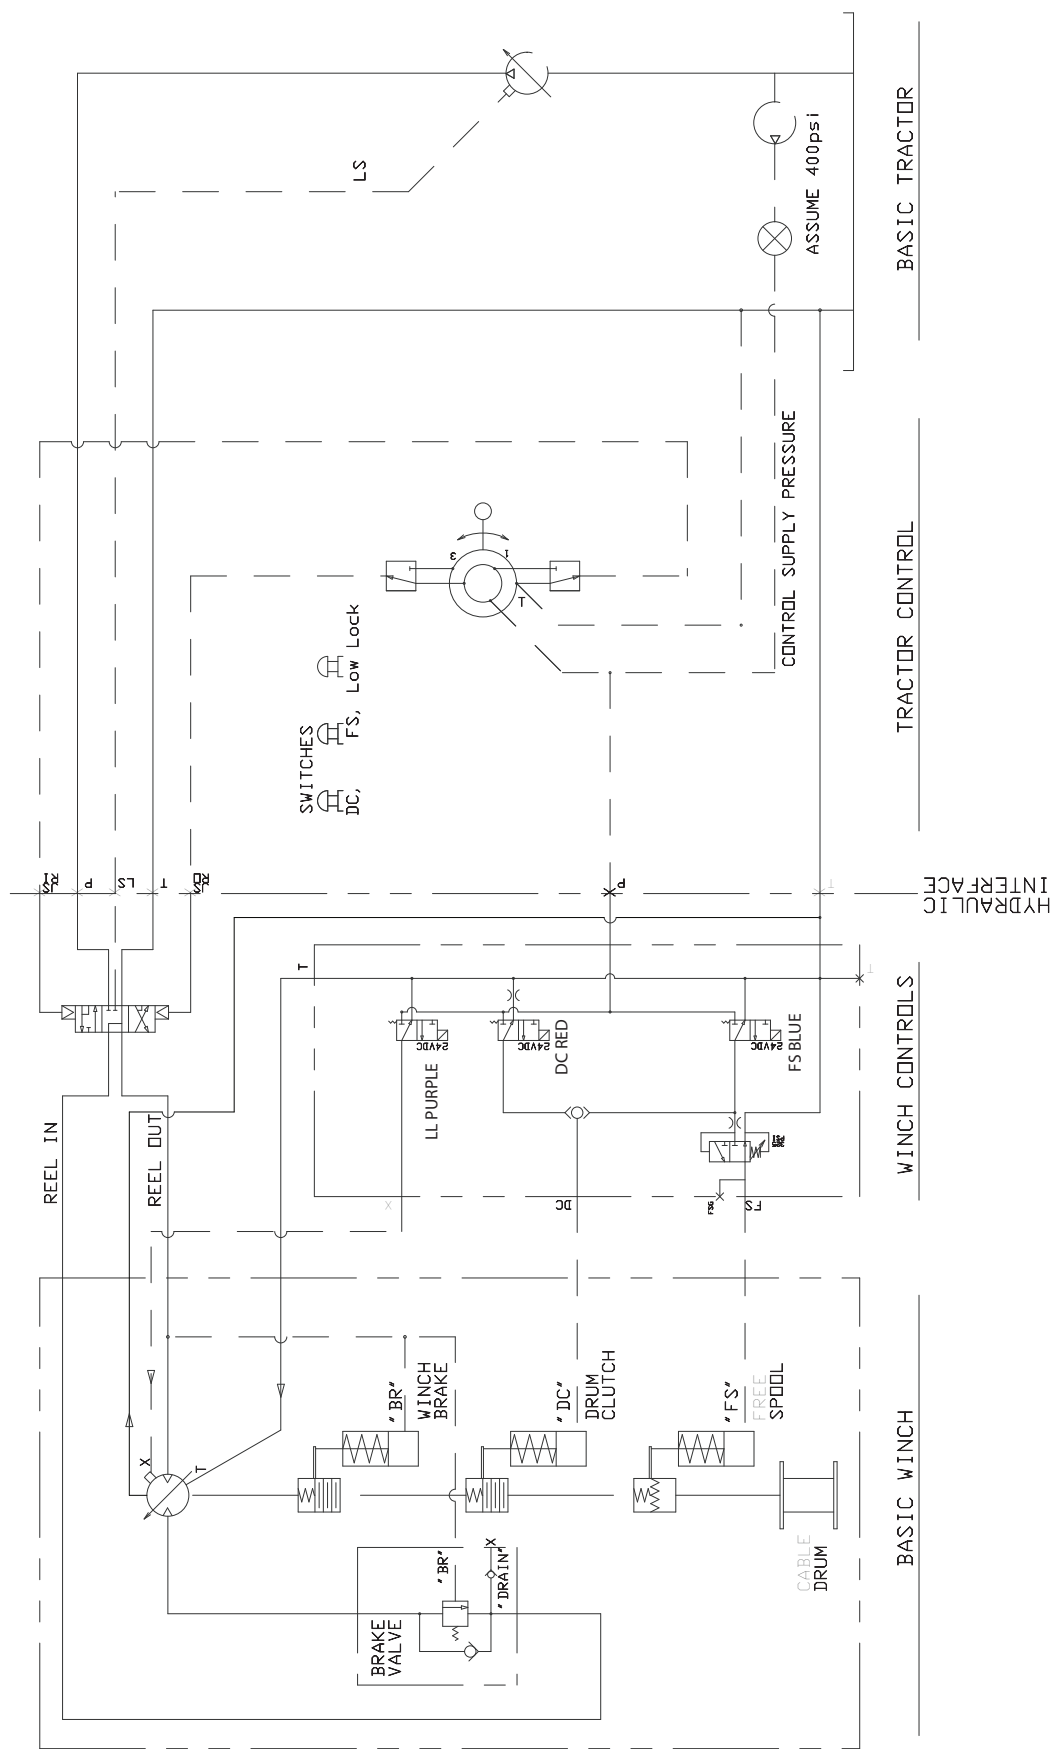 LS
ASSUME 400psi
BASIC TRACTOR
CONTROL SUPPLY PRESSURE
3
1
T
SWITCHES
DC, FS, Low Lock
TRACTOR CONTROL
P
LS
T
P
T
HYDRAULIC
INTERFACE
T
T
24VDC
24VDC
24VDC
LL PURPLE
DC RED
FS BLUE
WINCH CONTROLS
REEL IN
REEL OUT
X
DC
FSG
FS
X
T
"BR"
WINCH
BRAKE
"DC"
DRUM
CLUTCH
"FS"
FREE
SPOOL
BASIC WINCH
CABLE
DRUM
"BR"
X
"DRAIN"
BRAKE
VALVE